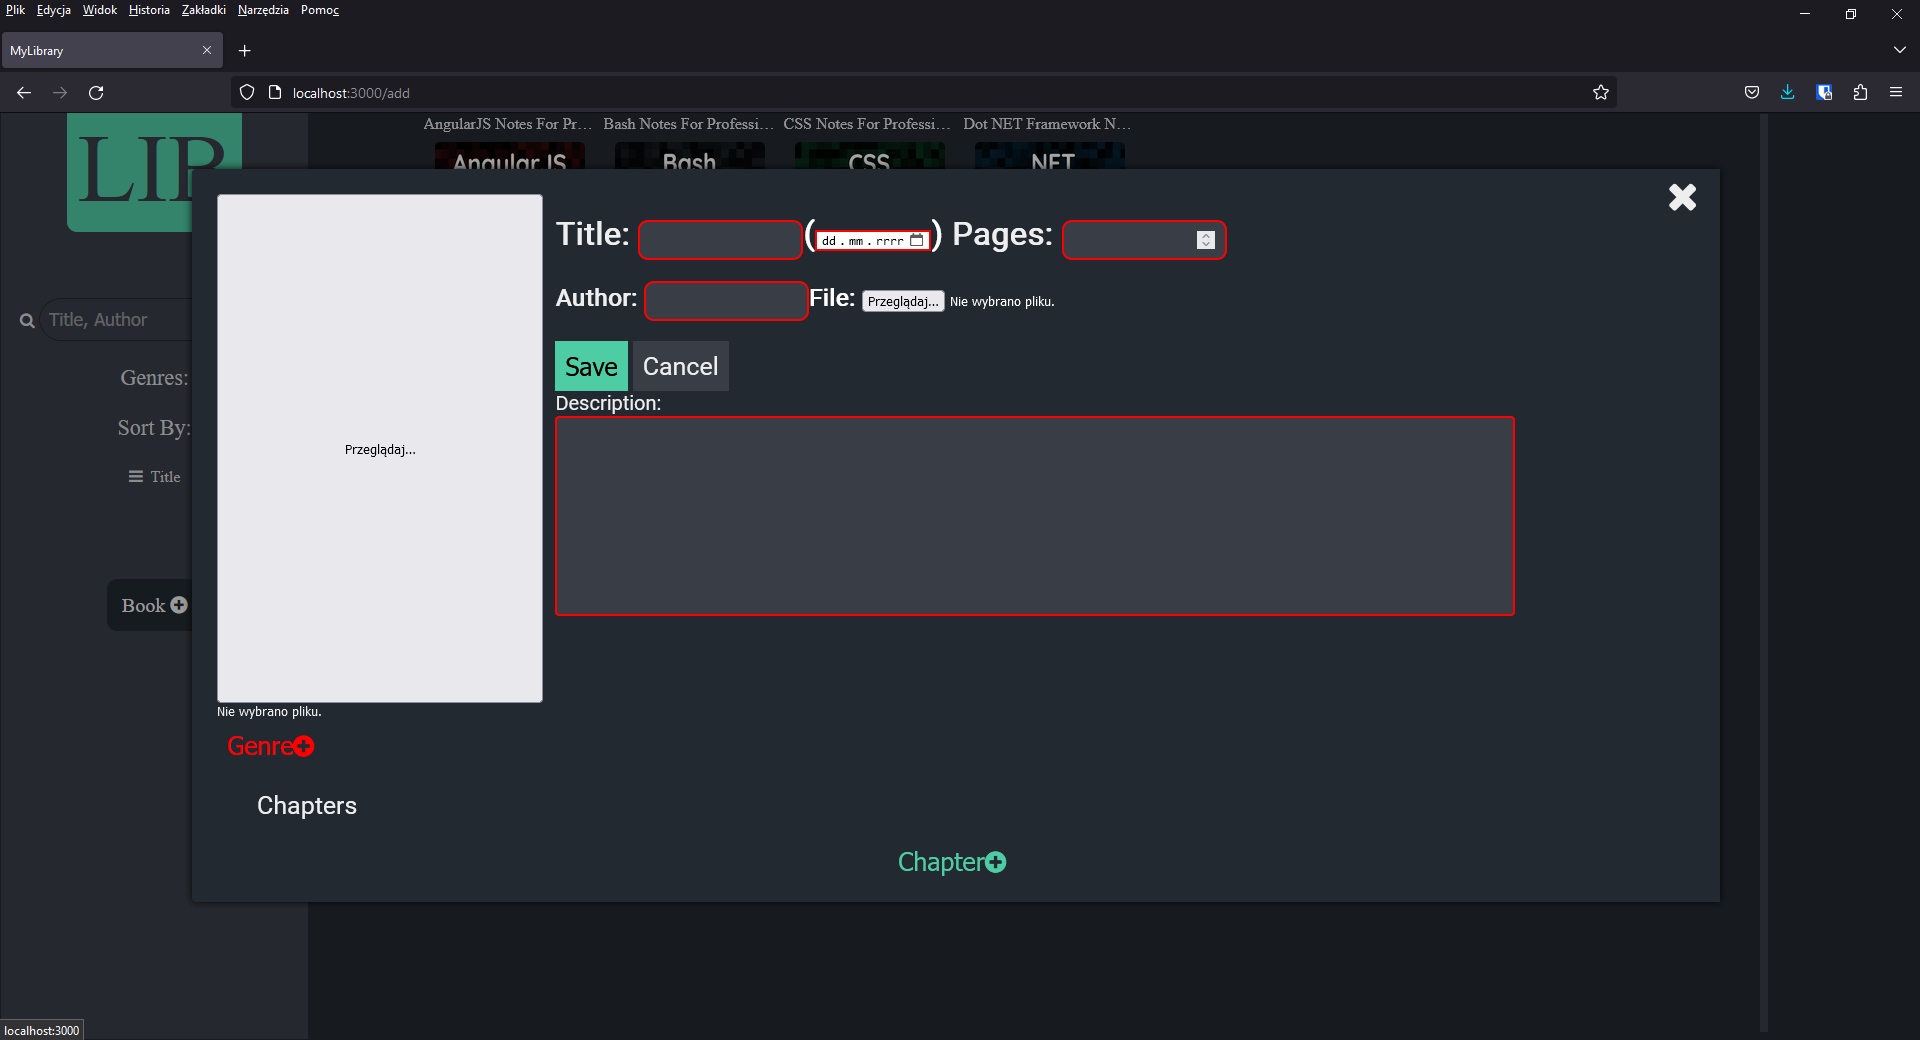 Plik Edycja Widok Historia Zakładki Narzędzia Pomoc
MyLibrary
localhost:3000/add
AngularJS Notes For Pr... Bash Notes For Professi... CSS Notes For Professi... Dot NET Framework N...
LIB
Angular JS Bash CSS .NET
Title: (dd.mm.rrrr) Pages:
Author: File: Przeglądaj... Nie wybrano pliku.
Title, Author
Save Cancel
Genres:
Description:
Sort By:
Przeglądaj...
Title
Book
Nie wybrano pliku.
Genre
Chapters
Chapter
localhost:3000